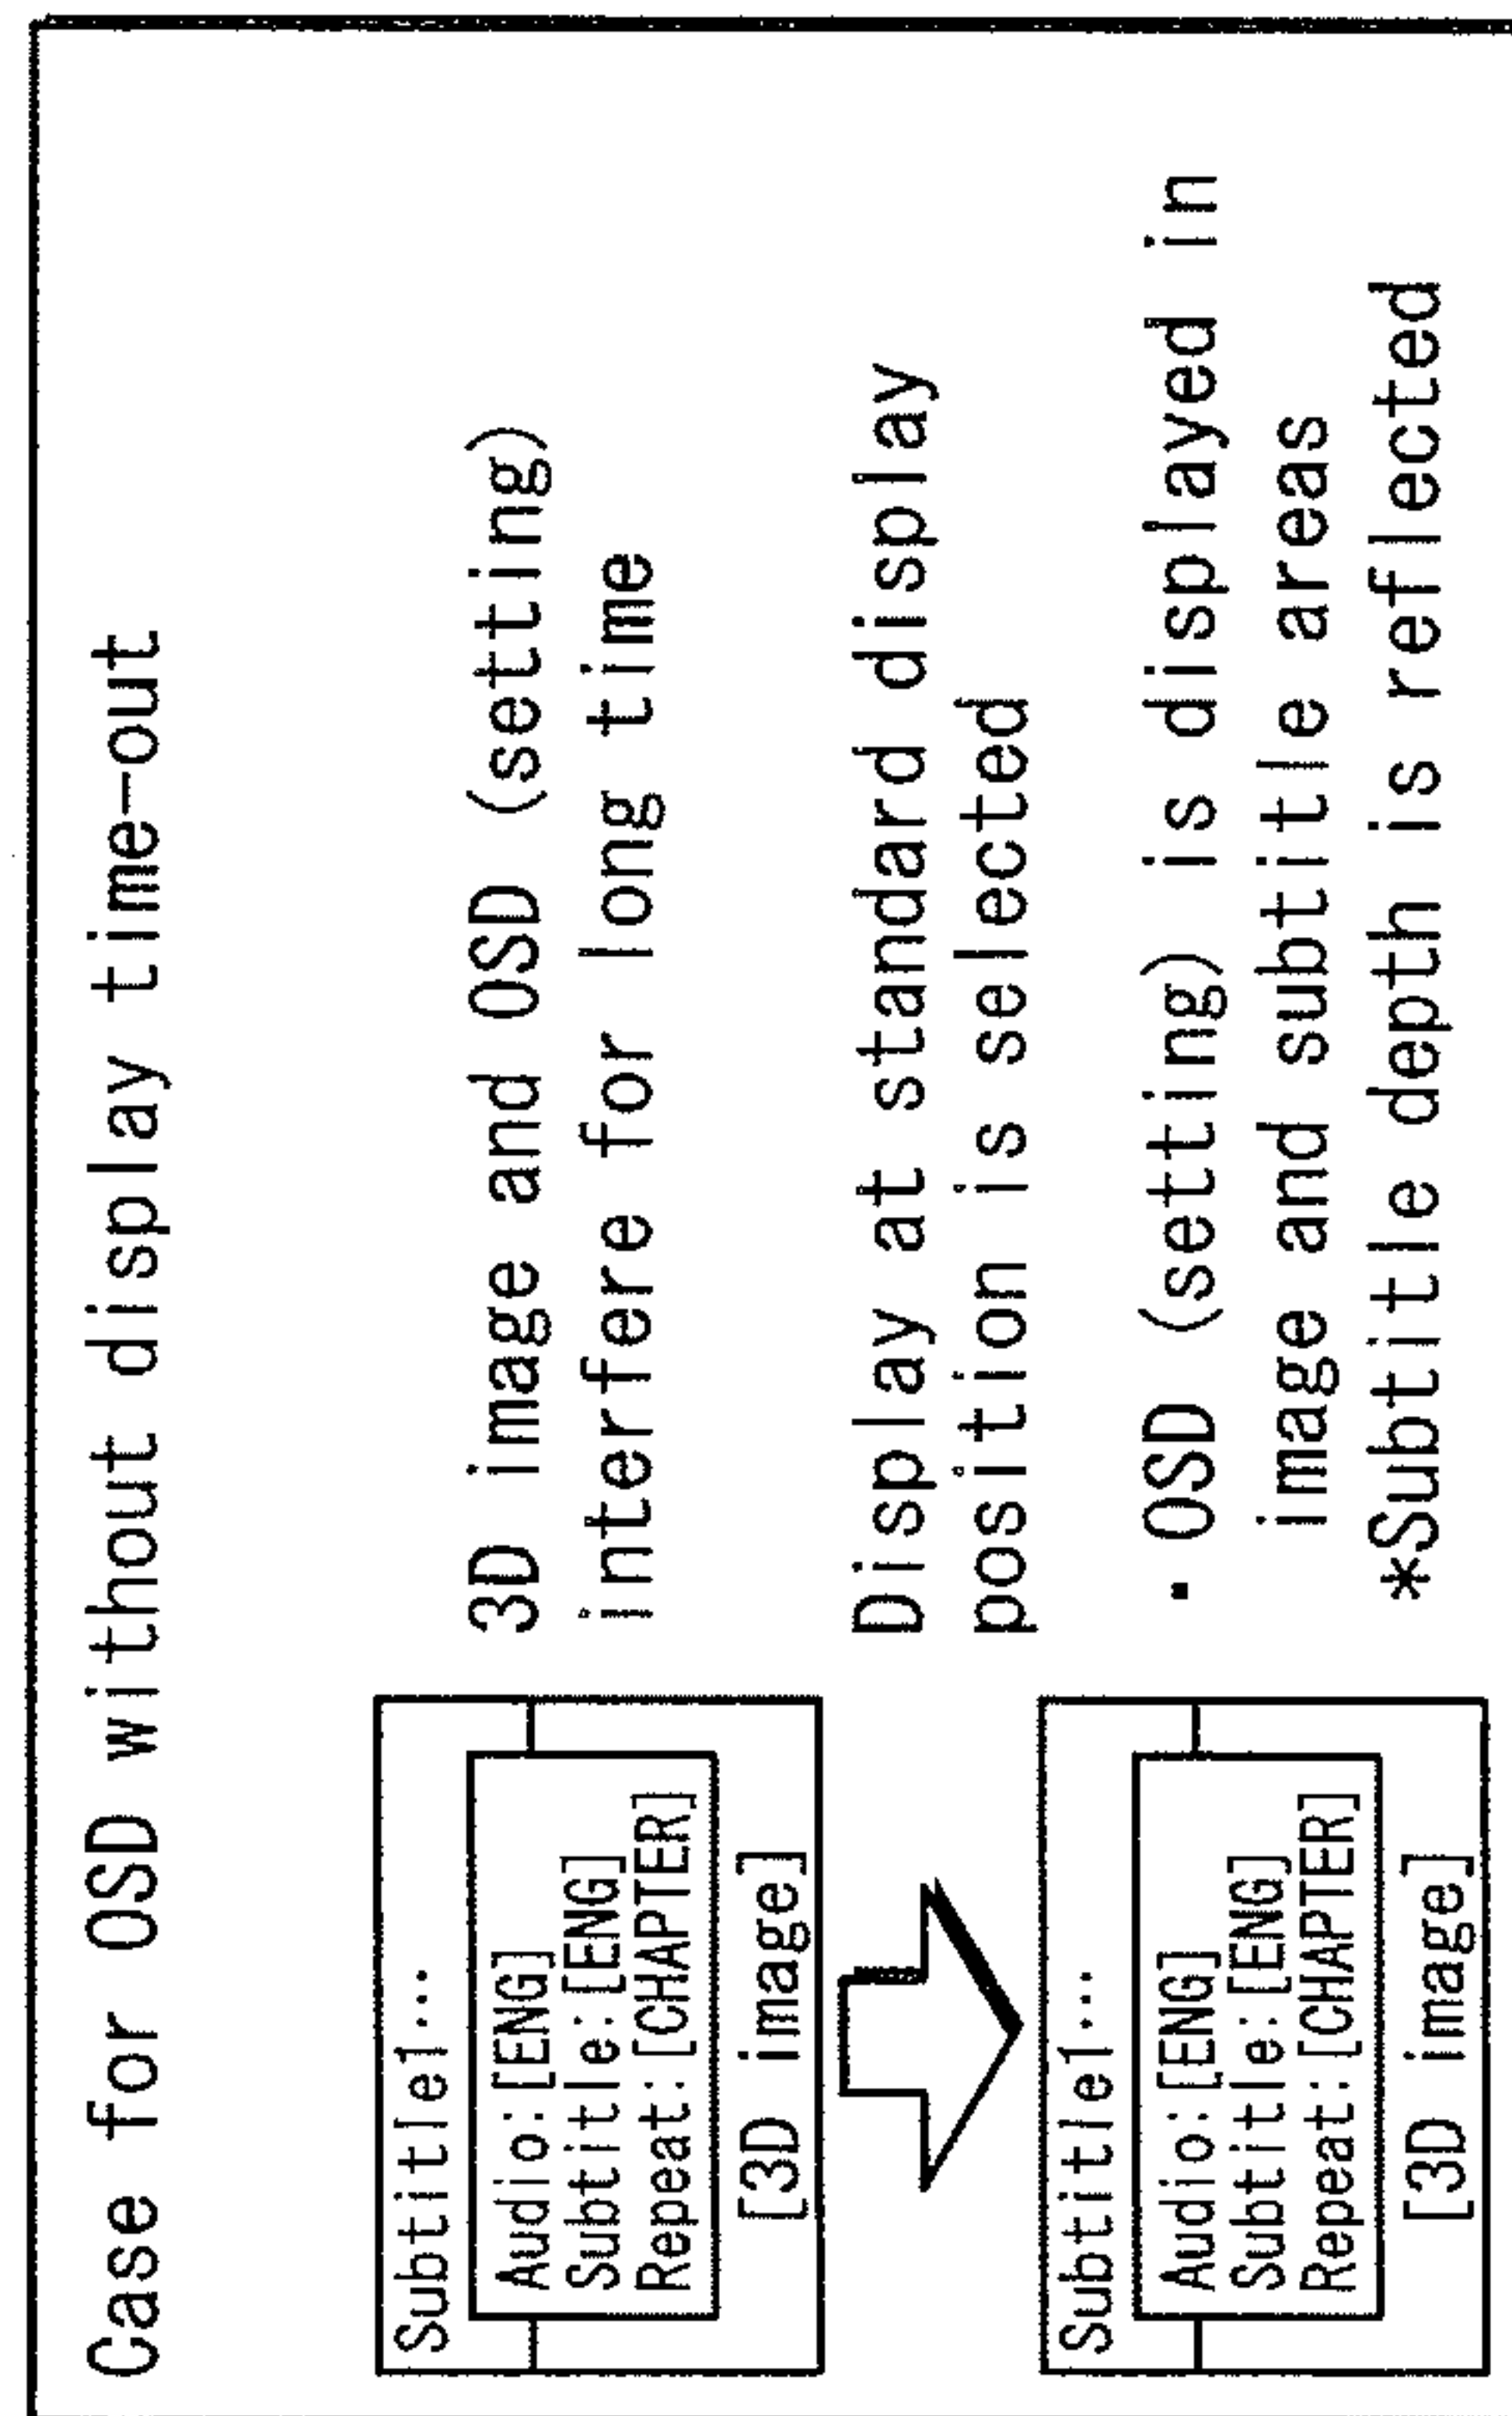 Case for OSD without display time-out
Subtitle1...
Audio:[ENG]
Subtitle:[ENG]
Repeat:[CHAPTER]
[3D image]
3D image and OSD (setting)
interfere for long time
Display at standard display
position is selected
Subtitle1...
Audio:[ENG]
Subtitle:[ENG]
Repeat:[CHAPTER]
[3D image]
・OSD (setting) is displayed in
image and subtitle areas
*Subtitle depth is reflected